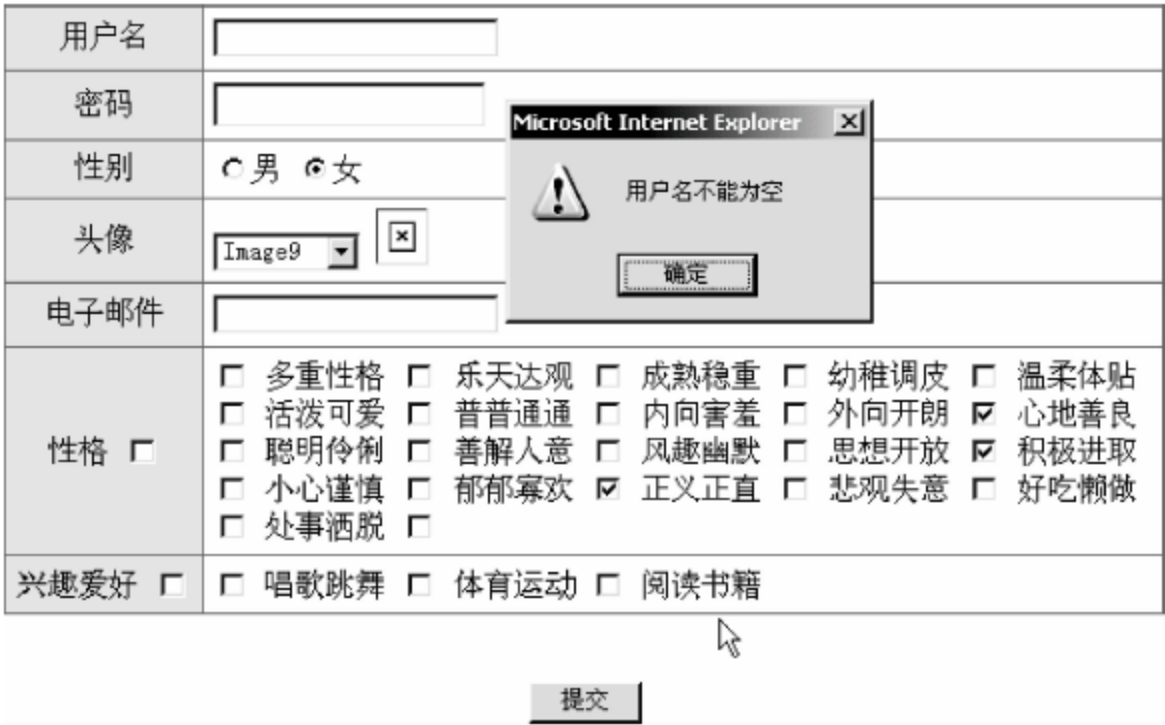 用户名
密码
Microsoft Internet Explorer
性别 男 女
用户名不能为空
头像 Image9
确定
电子邮件
多重性格 乐天达观 成熟稳重 幼稚调皮 温柔体贴
活泼可爱 普普通通 内向害羞 外向开朗 心地善良
性格 聪明伶俐 善解人意 风趣幽默 思想开放 积极进取
小心谨慎 郁郁寡欢 正义正直 悲观失意 好吃懒做
处事洒脱
兴趣爱好 唱歌跳舞 体育运动 阅读书籍
提交